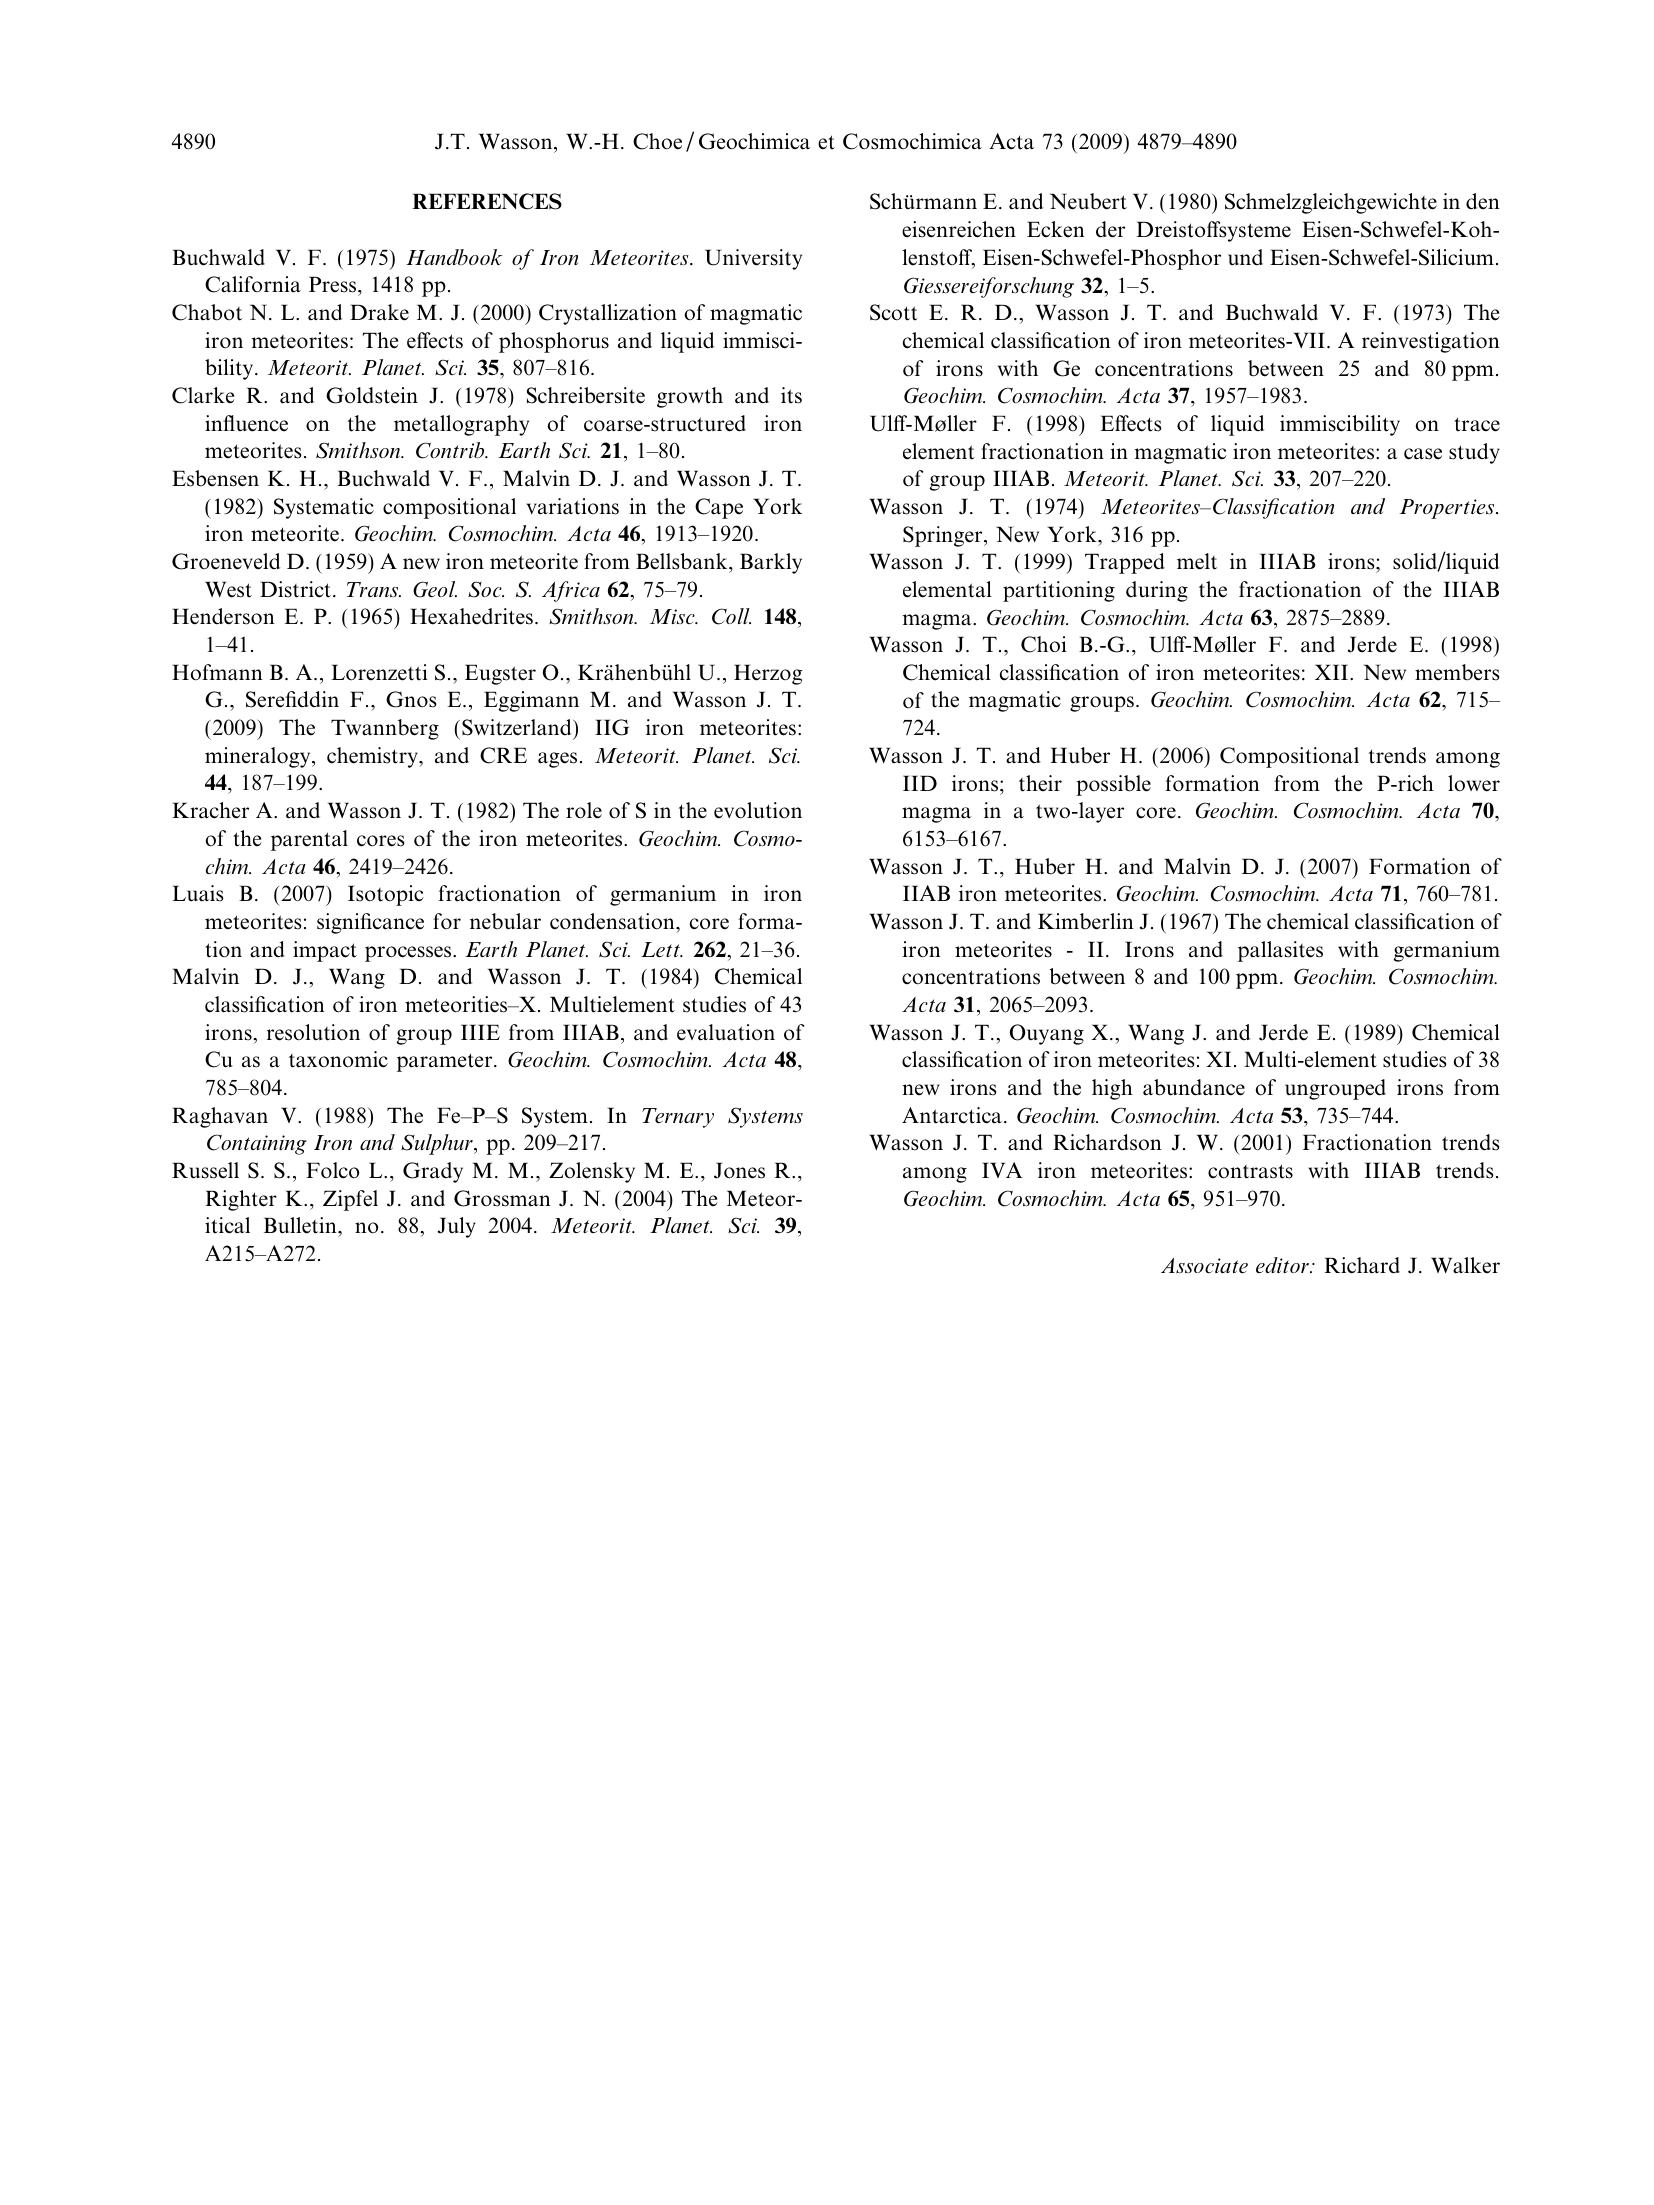 4890
J.T. Wasson, W.-H. Choe / Geochimica et Cosmochimica Acta 73 (2009) 4879–4890
REFERENCES
Buchwald V. F. (1975) Handbook of Iron Meteorites. University
California Press, 1418 pp.
Chabot N. L. and Drake M. J. (2000) Crystallization of magmatic
iron meteorites: The effects of phosphorus and liquid immisci-
bility. Meteorit. Planet. Sci. 35, 807–816.
Clarke R. and Goldstein J. (1978) Schreibersite growth and its
influence on the metallography of coarse-structured iron
meteorites. Smithson. Contrib. Earth Sci. 21, 1–80.
Esbensen K. H., Buchwald V. F., Malvin D. J. and Wasson J. T.
(1982) Systematic compositional variations in the Cape York
iron meteorite. Geochim. Cosmochim. Acta 46, 1913–1920.
Groeneveld D. (1959) A new iron meteorite from Bellsbank, Barkly
West District. Trans. Geol. Soc. S. Africa 62, 75–79.
Henderson E. P. (1965) Hexahedrites. Smithson. Misc. Coll. 148,
1–41.
Hofmann B. A., Lorenzetti S., Eugster O., Krähenbühl U., Herzog
G., Serefiddin F., Gnos E., Eggimann M. and Wasson J. T.
(2009) The Twannberg (Switzerland) IIG iron meteorites:
mineralogy, chemistry, and CRE ages. Meteorit. Planet. Sci.
44, 187–199.
Kracher A. and Wasson J. T. (1982) The role of S in the evolution
of the parental cores of the iron meteorites. Geochim. Cosmo-
chim. Acta 46, 2419–2426.
Luais B. (2007) Isotopic fractionation of germanium in iron
meteorites: significance for nebular condensation, core forma-
tion and impact processes. Earth Planet. Sci. Lett. 262, 21–36.
Malvin D. J., Wang D. and Wasson J. T. (1984) Chemical
classification of iron meteorities–X. Multielement studies of 43
irons, resolution of group IIIE from IIIAB, and evaluation of
Cu as a taxonomic parameter. Geochim. Cosmochim. Acta 48,
785–804.
Raghavan V. (1988) The Fe–P–S System. In Ternary Systems
Containing Iron and Sulphur, pp. 209–217.
Russell S. S., Folco L., Grady M. M., Zolensky M. E., Jones R.,
Righter K., Zipfel J. and Grossman J. N. (2004) The Meteor-
itical Bulletin, no. 88, July 2004. Meteorit. Planet. Sci. 39,
A215–A272.
Schürmann E. and Neubert V. (1980) Schmelzgleichgewichte in den
eisenreichen Ecken der Dreistoffsysteme Eisen-Schwefel-Koh-
lenstoff, Eisen-Schwefel-Phosphor und Eisen-Schwefel-Silicium.
Giessereiforschung 32, 1–5.
Scott E. R. D., Wasson J. T. and Buchwald V. F. (1973) The
chemical classification of iron meteorites-VII. A reinvestigation
of irons with Ge concentrations between 25 and 80 ppm.
Geochim. Cosmochim. Acta 37, 1957–1983.
Ulff-Møller F. (1998) Effects of liquid immiscibility on trace
element fractionation in magmatic iron meteorites: a case study
of group IIIAB. Meteorit. Planet. Sci. 33, 207–220.
Wasson J. T. (1974) Meteorites–Classification and Properties.
Springer, New York, 316 pp.
Wasson J. T. (1999) Trapped melt in IIIAB irons; solid/liquid
elemental partitioning during the fractionation of the IIIAB
magma. Geochim. Cosmochim. Acta 63, 2875–2889.
Wasson J. T., Choi B.-G., Ulff-Møller F. and Jerde E. (1998)
Chemical classification of iron meteorites: XII. New members
of the magmatic groups. Geochim. Cosmochim. Acta 62, 715–
724.
Wasson J. T. and Huber H. (2006) Compositional trends among
IID irons; their possible formation from the P-rich lower
magma in a two-layer core. Geochim. Cosmochim. Acta 70,
6153–6167.
Wasson J. T., Huber H. and Malvin D. J. (2007) Formation of
IIAB iron meteorites. Geochim. Cosmochim. Acta 71, 760–781.
Wasson J. T. and Kimberlin J. (1967) The chemical classification of
iron meteorites - II. Irons and pallasites with germanium
concentrations between 8 and 100 ppm. Geochim. Cosmochim.
Acta 31, 2065–2093.
Wasson J. T., Ouyang X., Wang J. and Jerde E. (1989) Chemical
classification of iron meteorites: XI. Multi-element studies of 38
new irons and the high abundance of ungrouped irons from
Antarctica. Geochim. Cosmochim. Acta 53, 735–744.
Wasson J. T. and Richardson J. W. (2001) Fractionation trends
among IVA iron meteorites: contrasts with IIIAB trends.
Geochim. Cosmochim. Acta 65, 951–970.
Associate editor: Richard J. Walker